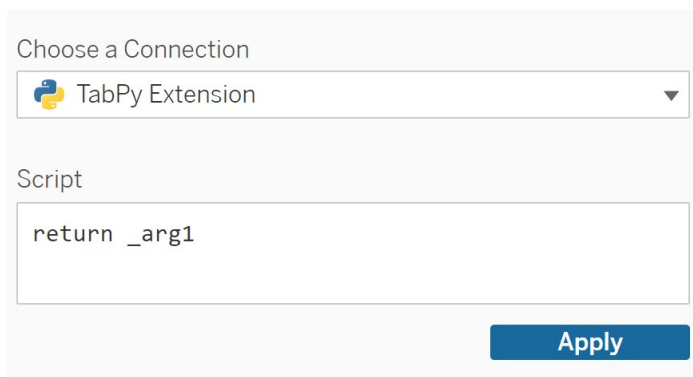 Choose a Connection
TabPy Extension
Script
return _arg1
Apply